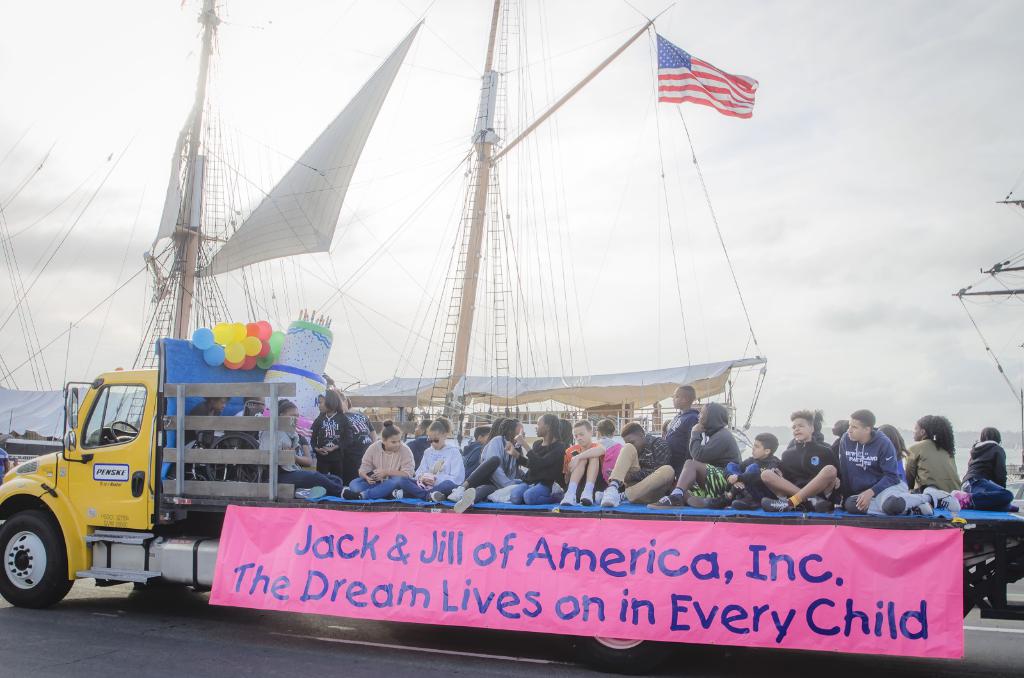 PENSKE
Jack & Jill of America, Inc.
The Dream Lives on in Every Child